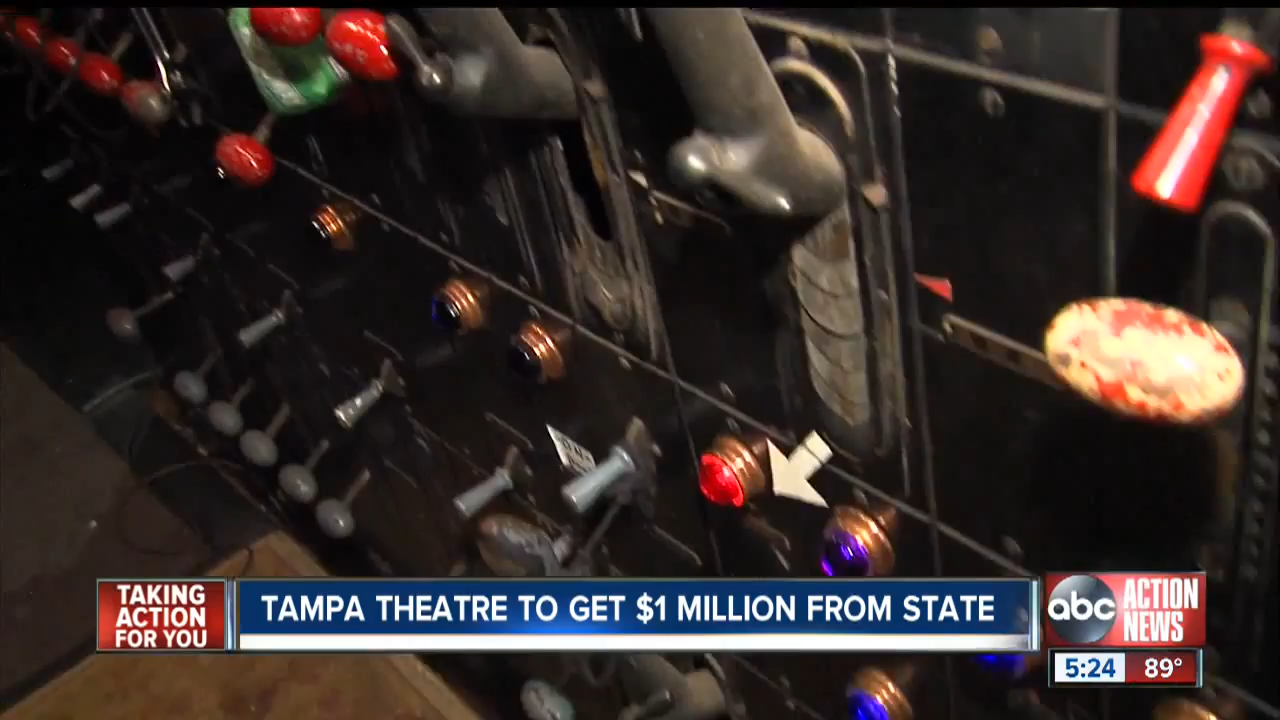 TAKING
ACTION
FOR YOU
TAMPA THEATRE TO GET $1 MILLION FROM STATE
abc
ACTION
NEWS
5:24 89°